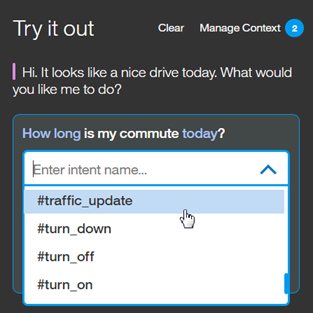 Try it out
Clear
Manage Context
2
Hi. It looks like a nice drive today. What would
you like me to do?
How long is my commute today?
Enter intent name...
#traffic_update
#turn_down
#turn_off
#turn_on